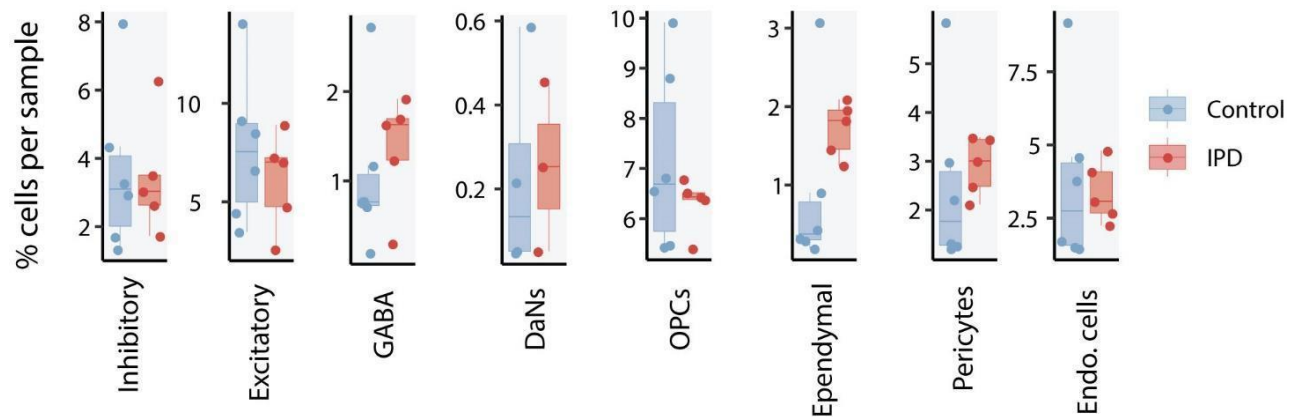 % cells per sample
8
6
4
2
Inhibitory
10
5
Excitatory
2
1
GABA
0.6
0.4
0.2
DaNs
10
9
8
7
6
OPCs
3
2
1
Ependymal
5
4
3
2
Pericytes
7.5
5
2.5
Endo. cells
Control
IPD